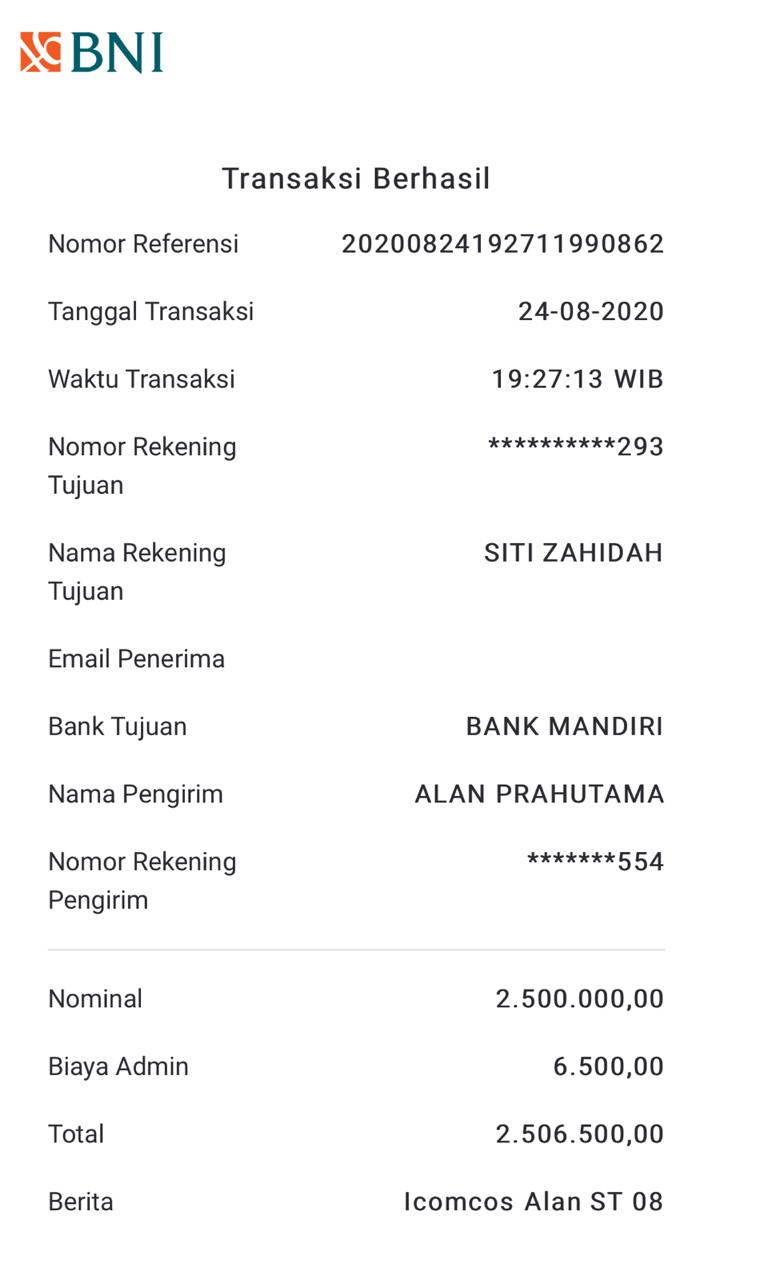 BNI
Transaksi Berhasil
Nomor Referensi 20200824192711990862
Tanggal Transaksi 24-08-2020
Waktu Transaksi 19:27:13 WIB
Nomor Rekening Tujuan **********293
Nama Rekening Tujuan SITI ZAHIDAH
Email Penerima
Bank Tujuan BANK MANDIRI
Nama Pengirim ALAN PRAHUTAMA
Nomor Rekening Pengirim *******554
Nominal 2.500.000,00
Biaya Admin 6.500,00
Total 2.506.500,00
Berita Icomcos Alan ST 08